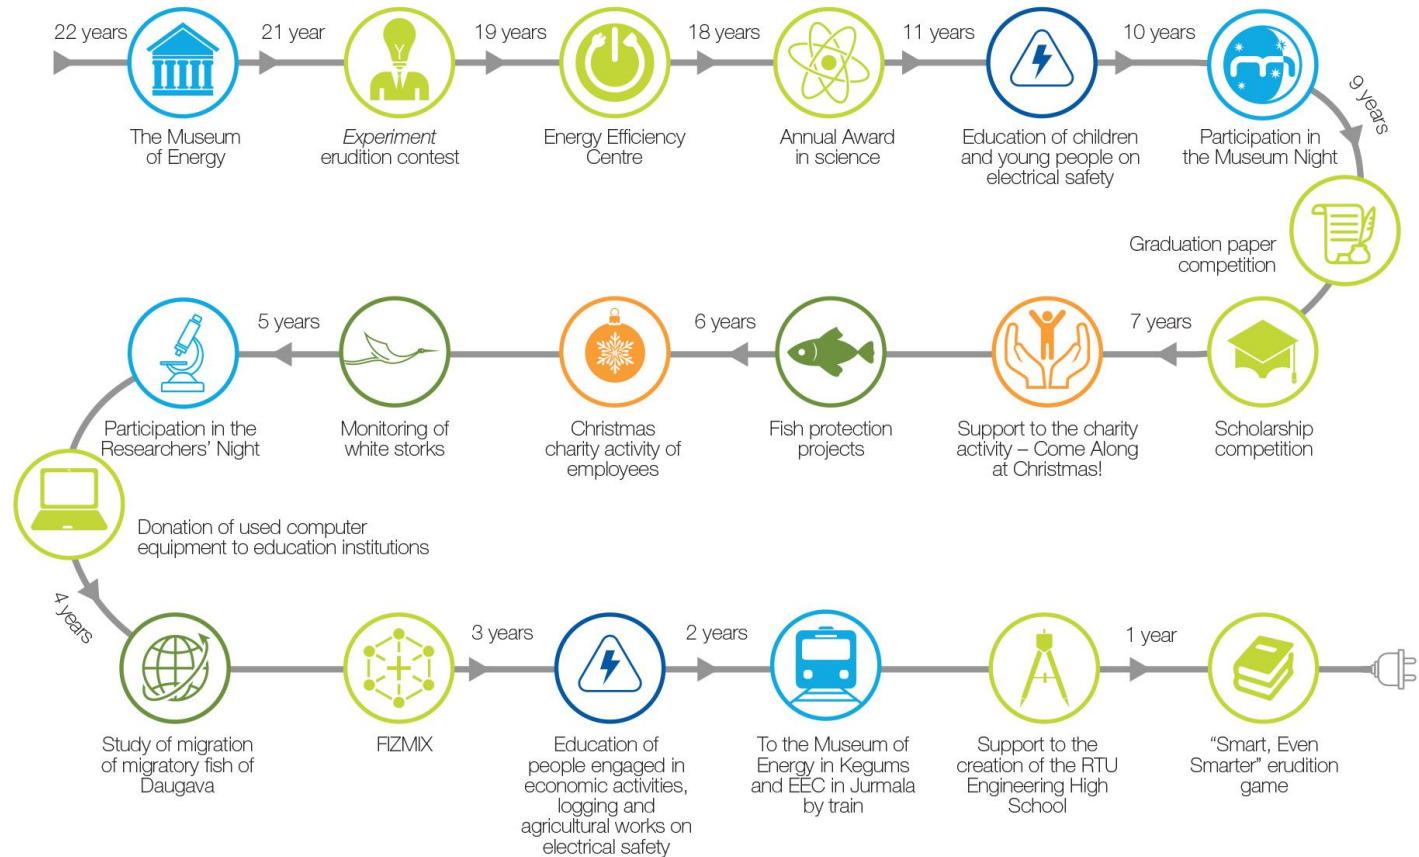 22 years
The Museum
of Energy
21 year
Experiment
erudition contest
19 years
Energy Efficiency
Centre
18 years
Annual Award
in science
11 years
Education of children
and young people on
electrical safety
10 years
Participation in
the Museum Night
9 years
Graduation paper
competition
Scholarship
competition
7 years
Support to the charity
activity – Come Along
at Christmas!
Fish protection
projects
6 years
Christmas
charity activity of
employees
Monitoring of
white storks
5 years
Participation in the
Researchers’ Night
Donation of used computer
equipment to education institutions
4 years
Study of migration
of migratory fish of
Daugava
FIZMIX
3 years
Education of
people engaged in
economic activities,
logging and
agricultural works on
electrical safety
2 years
To the Museum of
Energy in Kegums
and EEC in Jurmala
by train
Support to the
creation of the RTU
Engineering High
School
1 year
“Smart, Even
Smarter” erudition
game